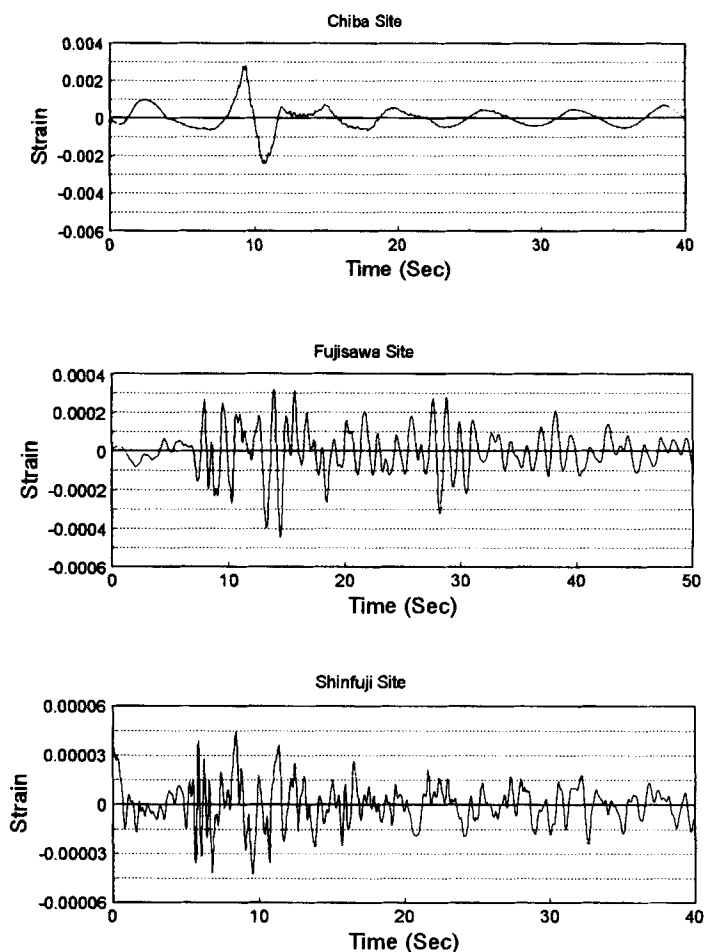 Chiba Site
0.004
0.002
0
-0.002
-0.004
-0.006
Strain
0 10 20 30 40
Time (Sec)
Fujisawa Site
0.0004
0.0002
0
-0.0002
-0.0004
-0.0006
Strain
0 10 20 30 40 50
Time (Sec)
Shinfuji Site
0.00006
0.00003
0
-0.00003
-0.00006
Strain
0 10 20 30 40
Time (Sec)